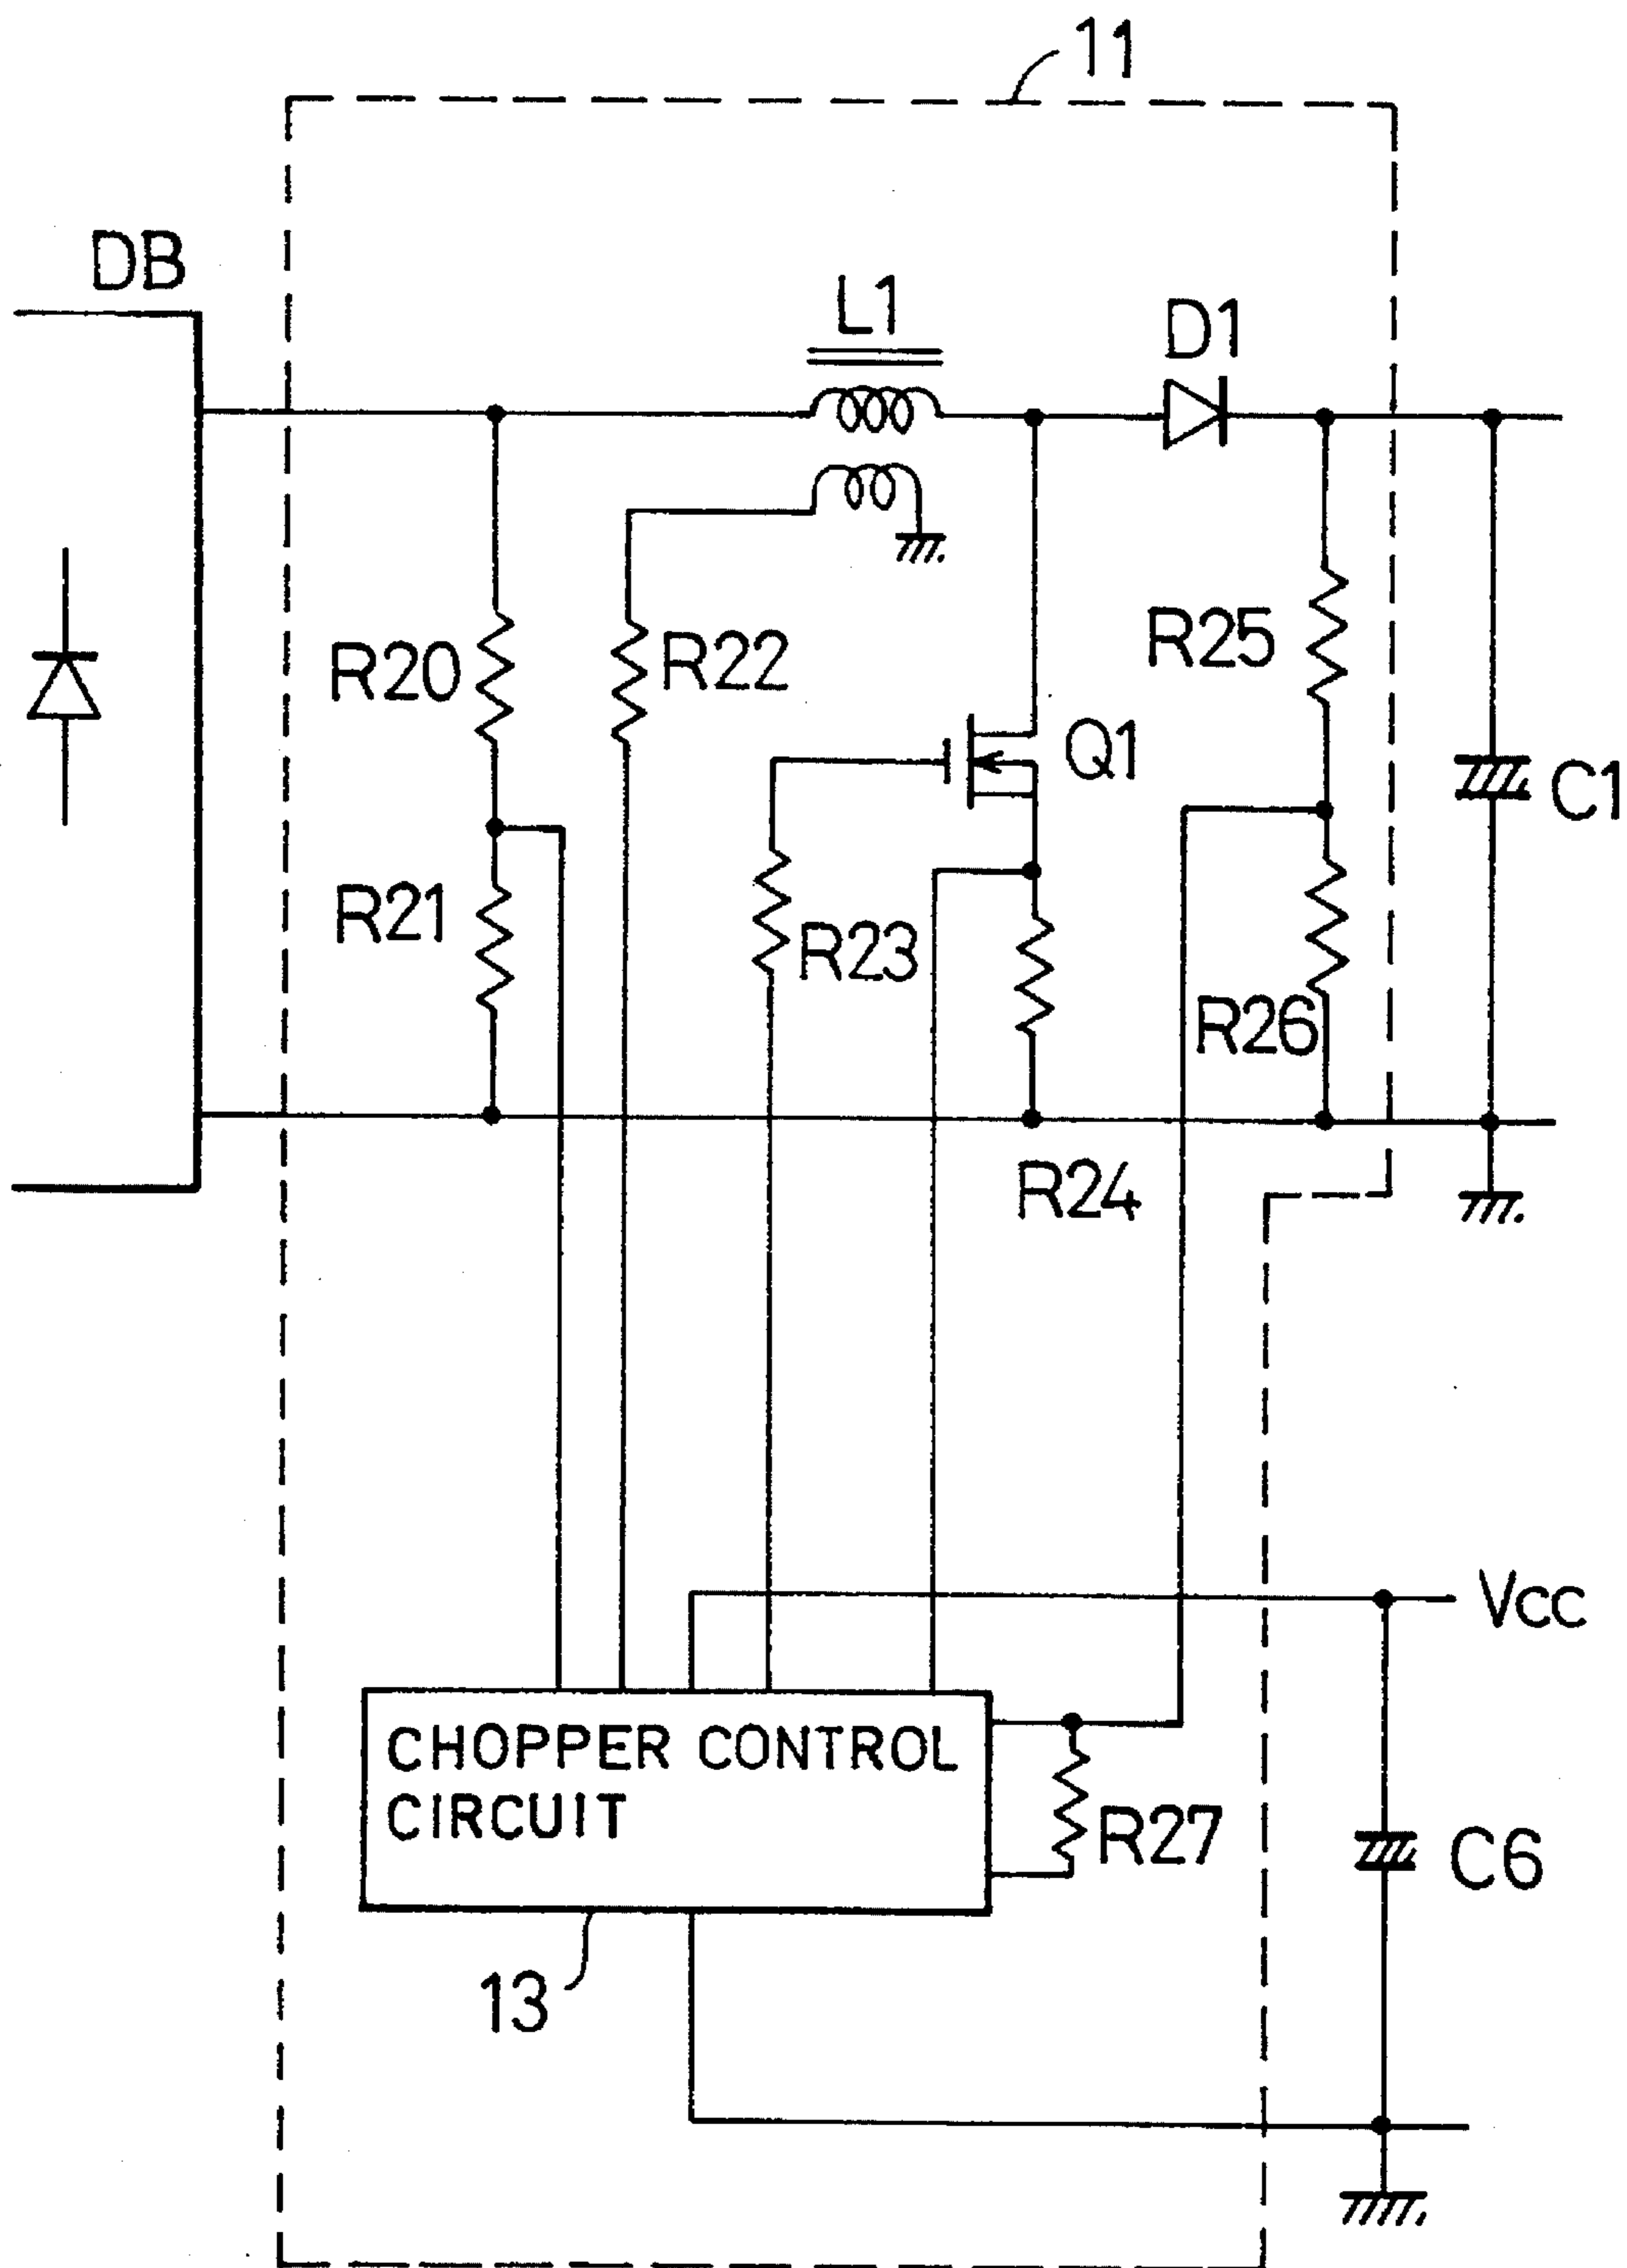 11
DB
L1
D1
R20
R22
R25
Q1
C1
R21
R23
R26
R24
Vcc
CHOPPER CONTROL
CIRCUIT
R27
C6
13